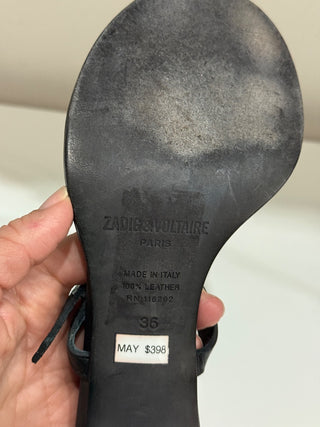 ZADIG&VOLTAIRE
PARIS
MADE IN ITALY
100% LEATHER
RN 116292
36
MAY $398